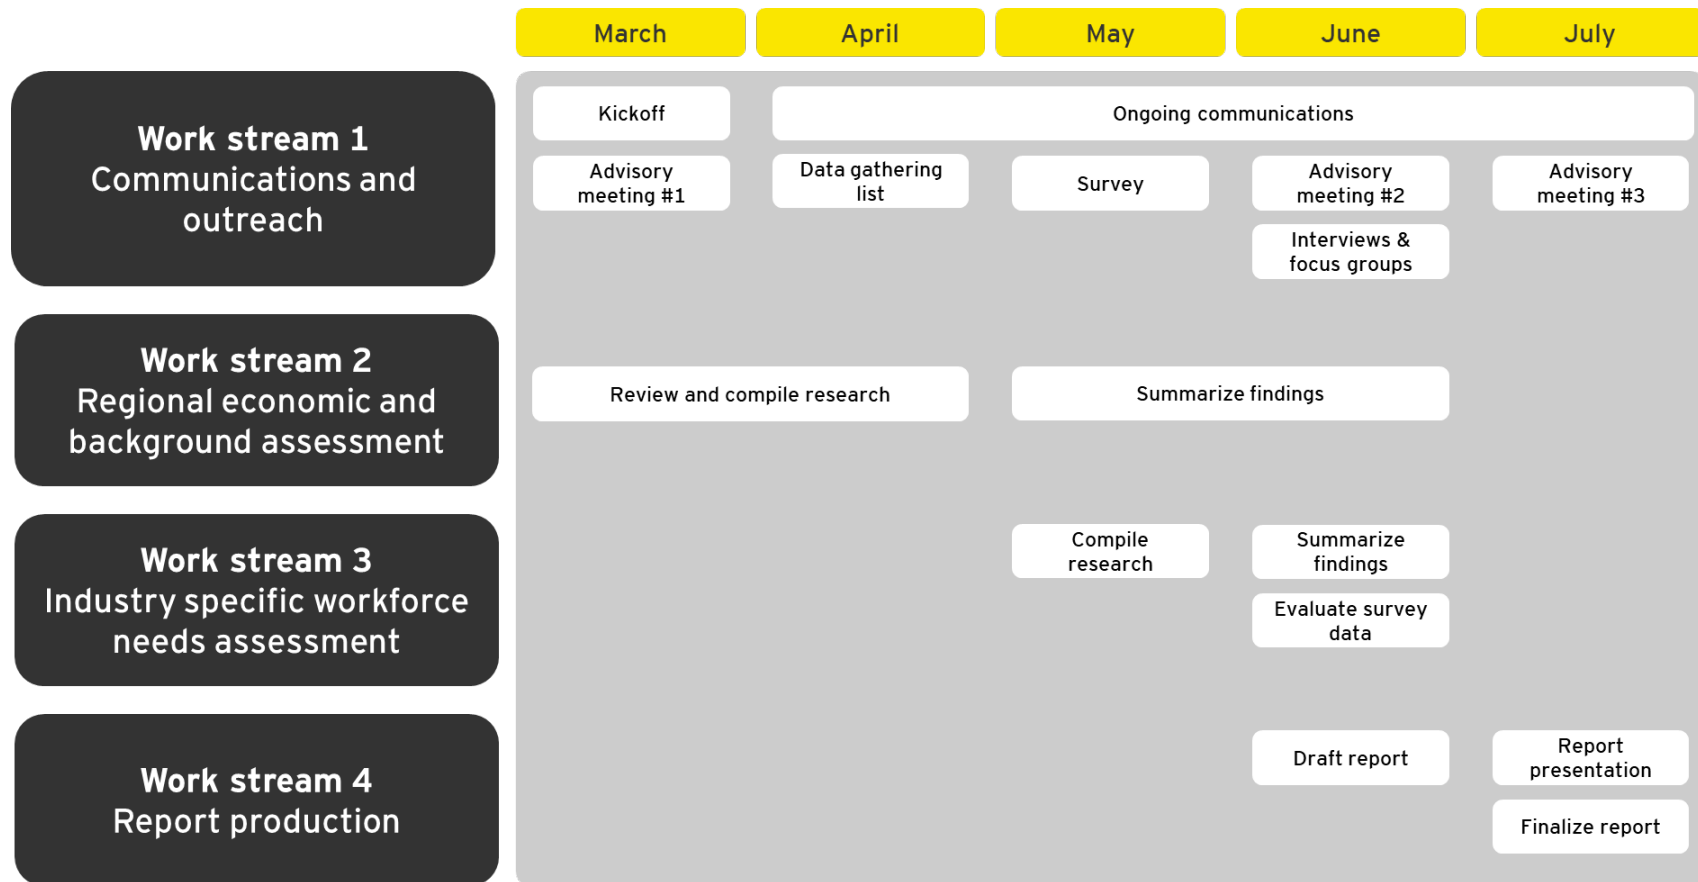 March
April
May
June
July
Work stream 1
Communications and
outreach
Kickoff
Ongoing communications
Advisory
meeting #1
Data gathering
list
Survey
Advisory
meeting #2
Advisory
meeting #3
Interviews &
focus groups
Work stream 2
Regional economic and
background assessment
Review and compile research
Summarize findings
Work stream 3
Industry specific workforce
needs assessment
Compile
research
Summarize
findings
Evaluate survey
data
Work stream 4
Report production
Draft report
Report
presentation
Finalize report